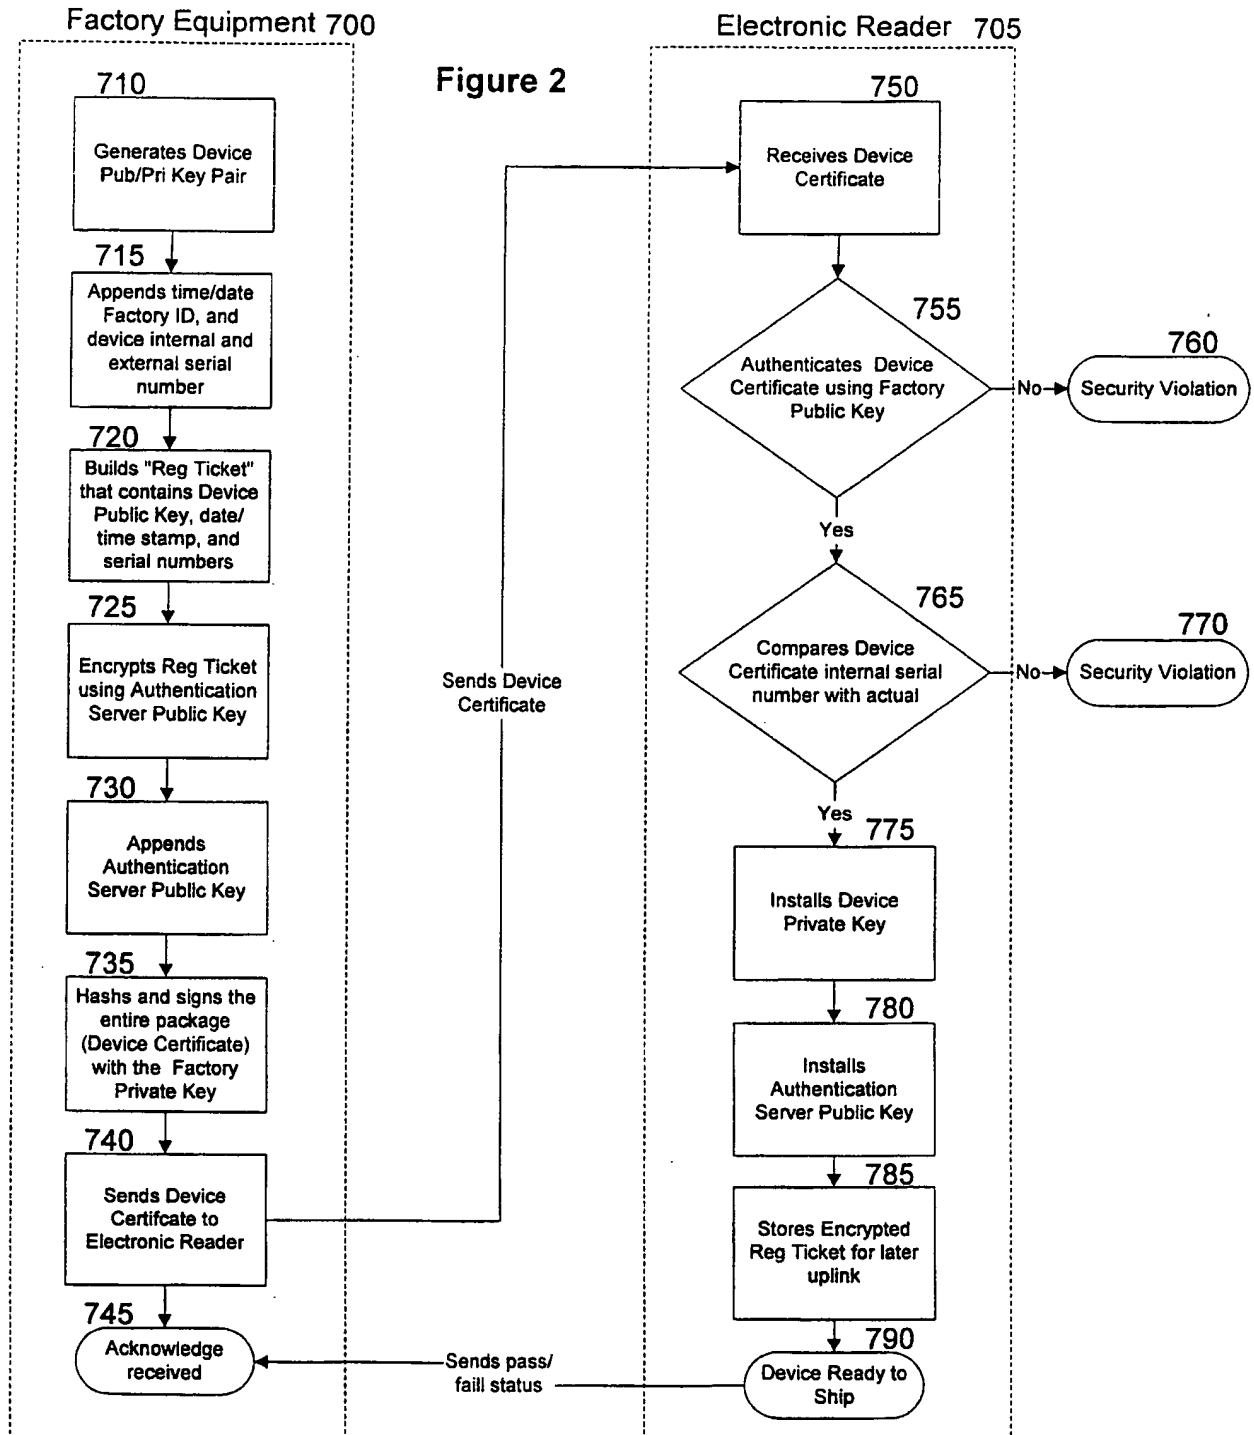 Factory Equipment 700
Electronic Reader 705
Figure 2
710
Generates Device
Pub/Pri Key Pair
715
Appends time/date
Factory ID, and
device internal and
external serial
number
720
Builds "Reg Ticket"
that contains Device
Public Key, date/
time stamp, and
serial numbers
725
Encrypts Reg Ticket
using Authentication
Server Public Key
730
Appends
Authentication
Server Public Key
735
Hashs and signs the
entire package
(Device Certificate)
with the Factory
Private Key
740
Sends Device
Certifcate to
Electronic Reader
745
Acknowledge
received
Sends Device
Certificate
Sends pass/
faill status
750
Receives Device
Certificate
755
Authenticates Device
Certificate using Factory
Public Key
No
760
Security Violation
Yes
765
Compares Device
Certificate internal serial
number with actual
No
770
Security Violation
Yes
775
Installs Device
Private Key
780
Installs
Authentication
Server Public Key
785
Stores Encrypted
Reg Ticket for later
uplink
790
Device Ready to
Ship